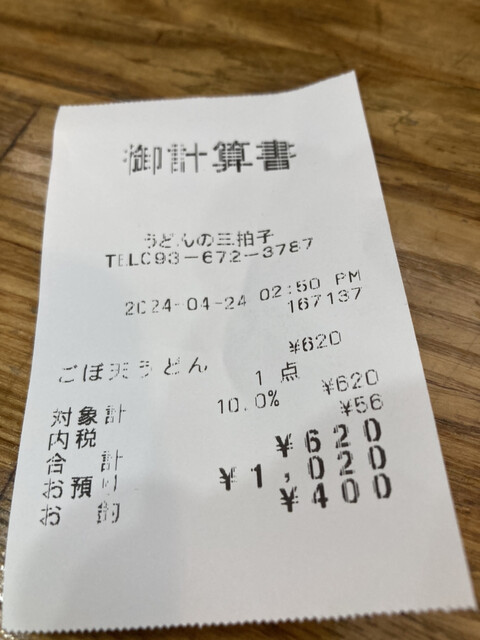 御計算書
うどんの三拍子
TEL093-672-3787
2024-04-24 02:50 PM
167137
¥620
ごぼ天うどん
1 点
対象計 10.0% ¥620
内税 ¥56
合 計 ¥620
お預り ¥1,020
お 釣 ¥400